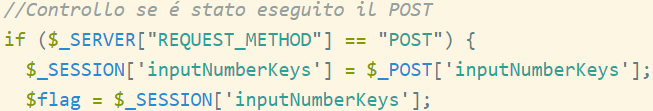 //Controllo se é stato eseguito il POST
if ($_SERVER["REQUEST_METHOD"] == "POST") {
$_SESSION['inputNumberKeys'] = $_POST['inputNumberKeys'];
$flag = $_SESSION['inputNumberKeys'];